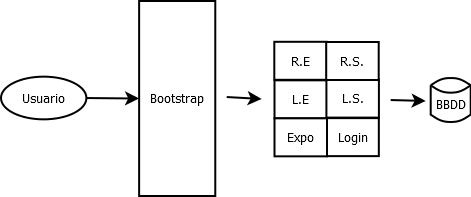 Usuario
Bootstrap
R.E
R.S.
L.E
L.S.
Expo
Login
BBDD